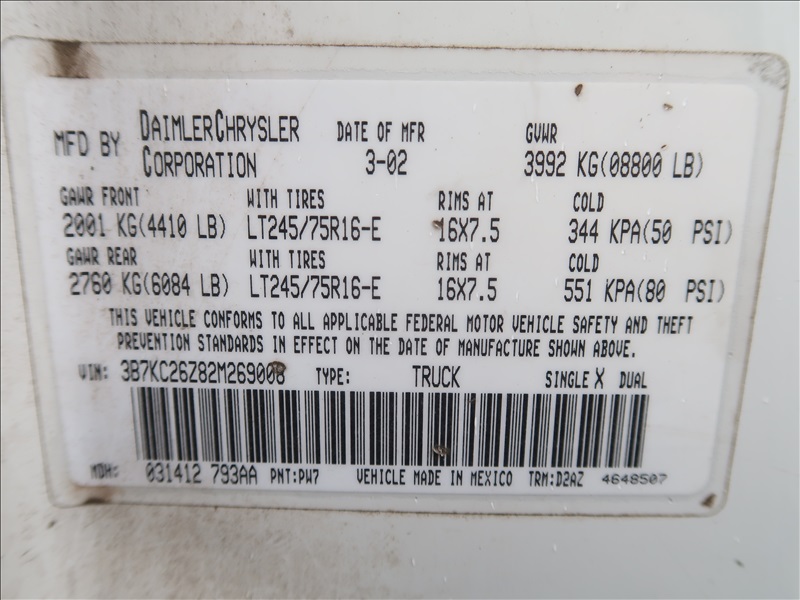 MFD BY DAIMLERCHRYSLER CORPORATION
DATE OF MFR 3-02
GVWR 3992 KG(08800 LB)
GAWR FRONT WITH TIRES RIMS AT COLD
2001 KG(4410 LB) LT245/75R16-E 16X7.5 344 KPA(50 PSI)
GAWR REAR WITH TIRES RIMS AT COLD
2760 KG(6084 LB) LT245/75R16-E 16X7.5 551 KPA(80 PSI)
THIS VEHICLE CONFORMS TO ALL APPLICABLE FEDERAL MOTOR VEHICLE SAFETY AND THEFT
PREVENTION STANDARDS IN EFFECT ON THE DATE OF MANUFACTURE SHOWN ABOVE.
VIN: 3B7KC26Z82M269008 TYPE: TRUCK SINGLE X DUAL
MDH: 031412 793AA PNT:PW7 VEHICLE MADE IN MEXICO TRM:D2AZ 4648507